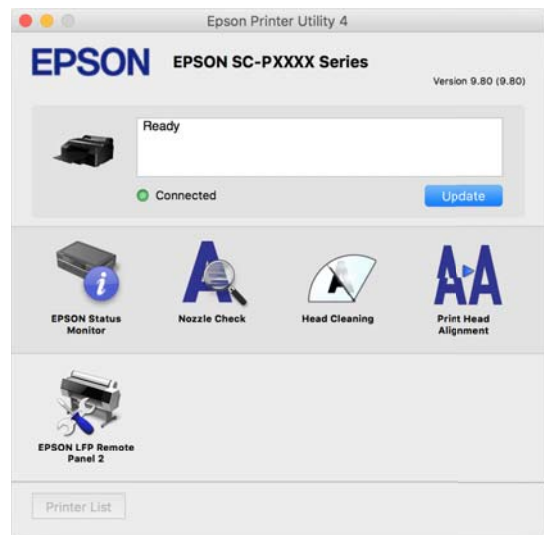 Epson Printer Utility 4
EPSON
EPSON SC-PXXXX Series
Version 9.80 (9.80)
Ready
Connected
Update
EPSON Status
Monitor
Nozzle Check
Head Cleaning
Print Head
Alignment
EPSON LFP Remote
Panel 2
Printer List